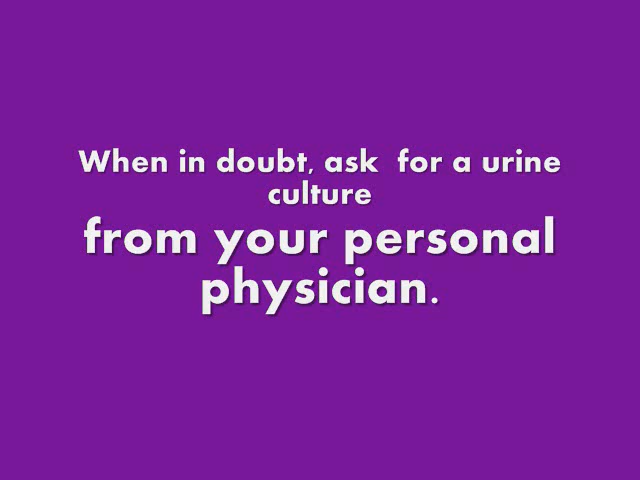 When in doubt, ask  for a urine
culture
from your personal
physician.